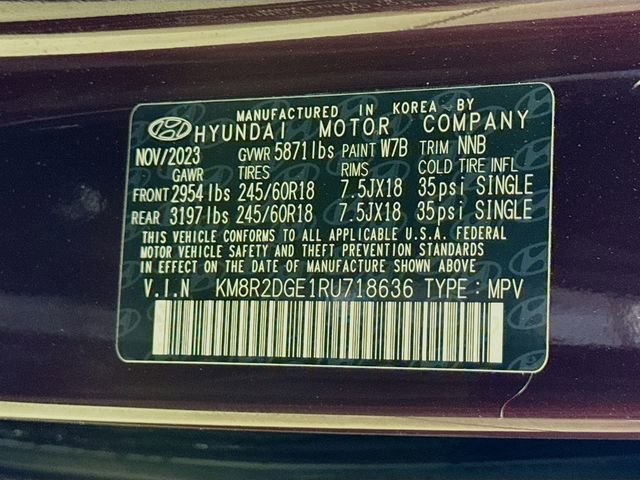 MANUFACTURED IN KOREA BY
HYUNDAI MOTOR COMPANY
NOV/2023 GVWR 5871lbs PAINT W7B TRIM NNB
GAWR TIRES RIMS COLD TIRE INFL
FRONT 2954lbs 245/60R18 7.5JX18 35psi SINGLE
REAR 3197lbs 245/60R18 7.5JX18 35psi SINGLE
THIS VEHICLE CONFORMS TO ALL APPLICABLE U.S.A. FEDERAL
MOTOR VEHICLE SAFETY AND THEFT PREVENTION STANDARDS
IN EFFECT ON THE DATE OF MANUFACTURE SHOWN ABOVE
V.I.N KM8R2DGE1RU718636 TYPE : MPV